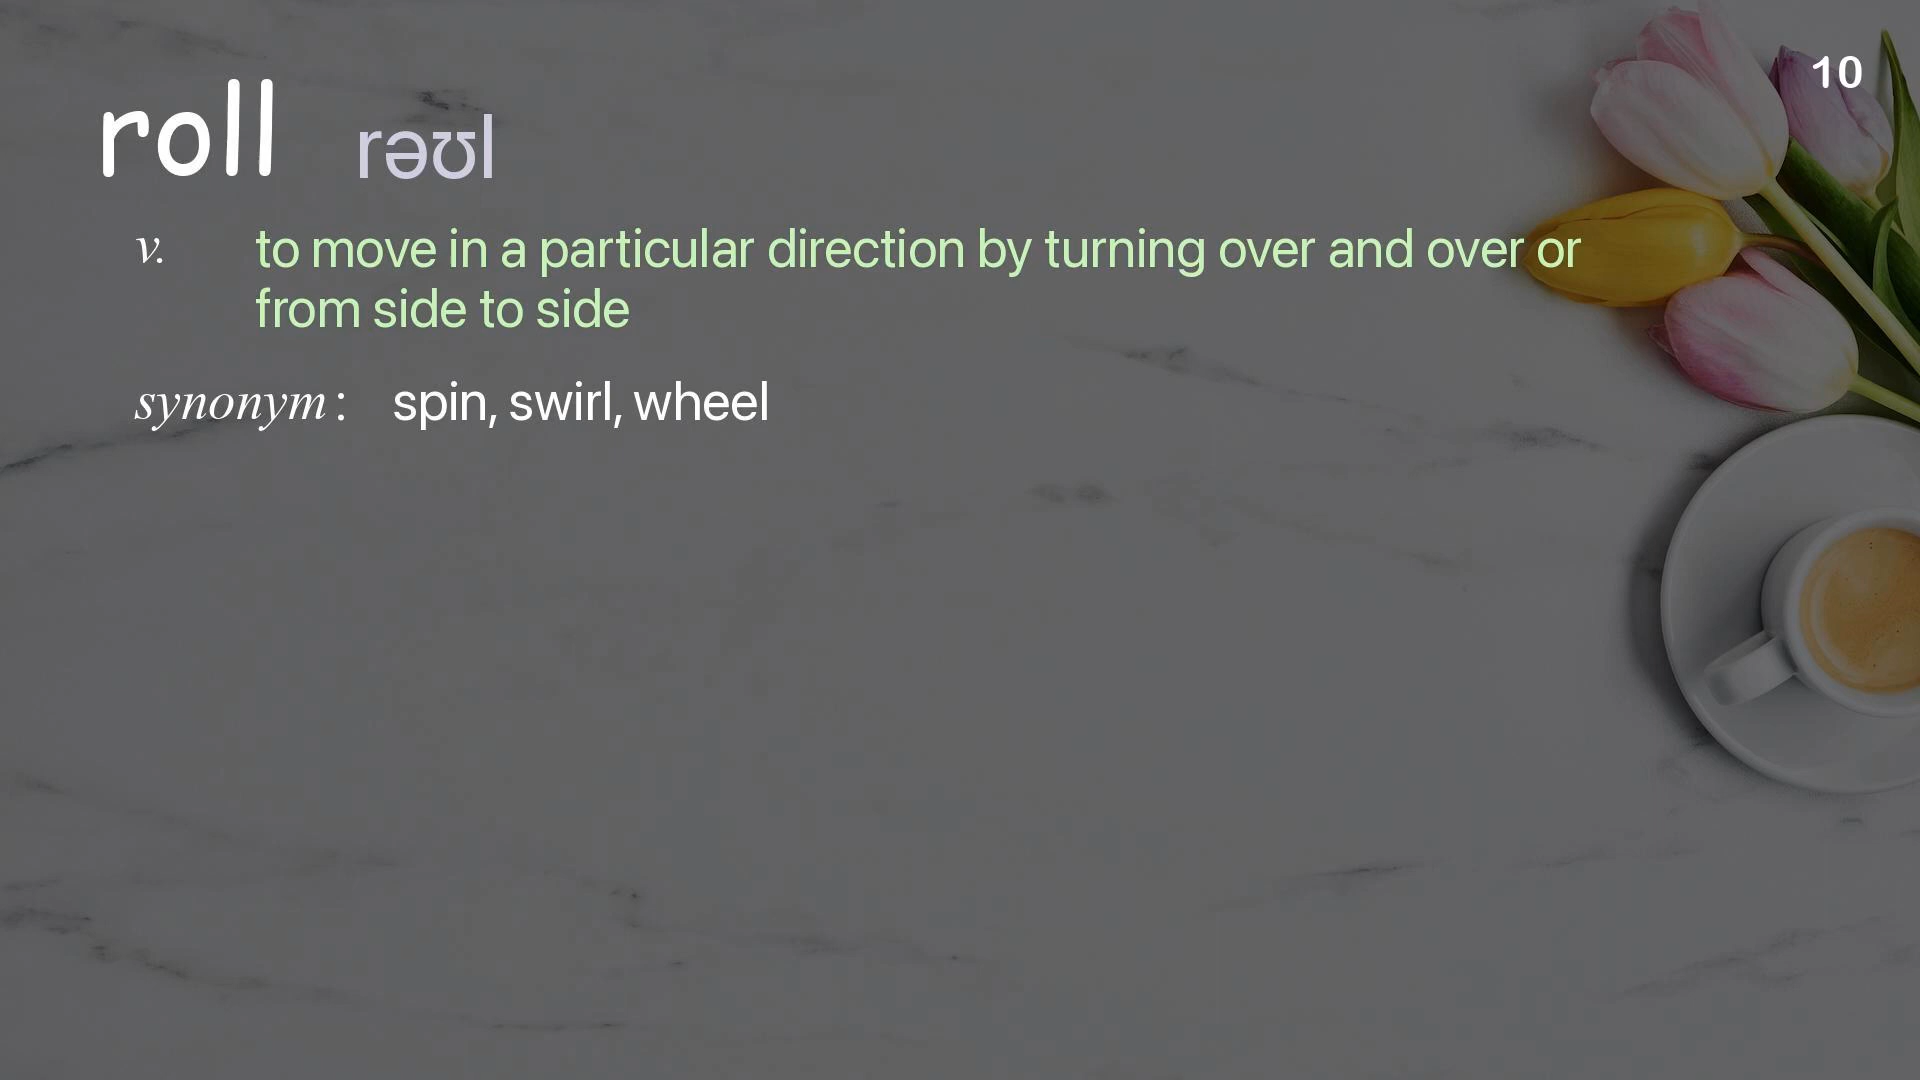 10
roll rəʊl
v. to move in a particular direction by turning over and over or
from side to side
synonym: spin, swirl, wheel